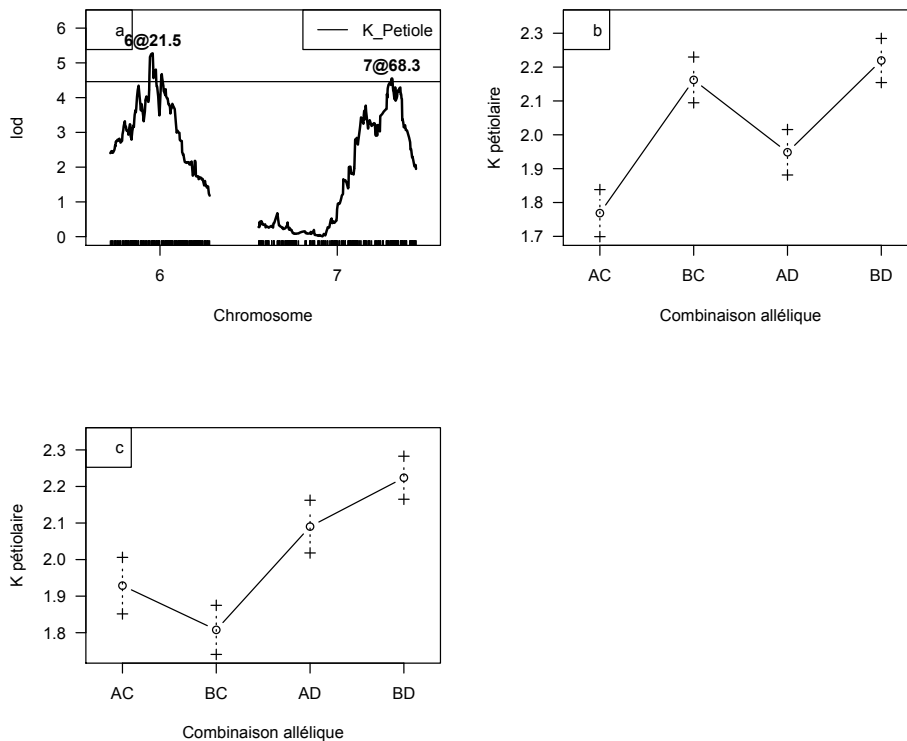 a
K_Petiole
6@21.5
7@68.3
6
5
4
3
2
1
0
lod
6
7
Chromosome
b
2.3
2.2
2.1
2.0
1.9
1.8
1.7
K pétiolaire
AC
BC
AD
BD
Combinaison allélique
c
2.3
2.2
2.1
2.0
1.9
1.8
K pétiolaire
AC
BC
AD
BD
Combinaison allélique